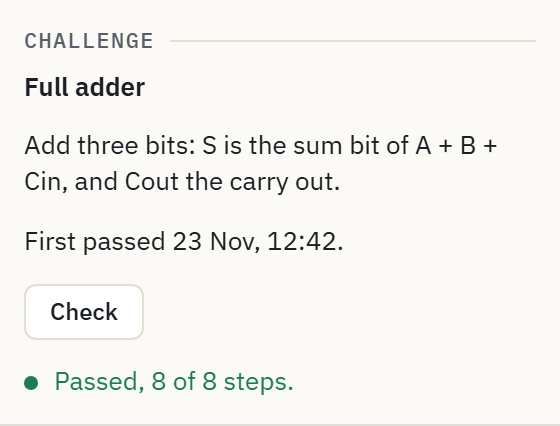 CHALLENGE
Full adder
Add three bits: S is the sum bit of A + B +
Cin, and Cout the carry out.
First passed 23 Nov, 12:42.
Check
Passed, 8 of 8 steps.